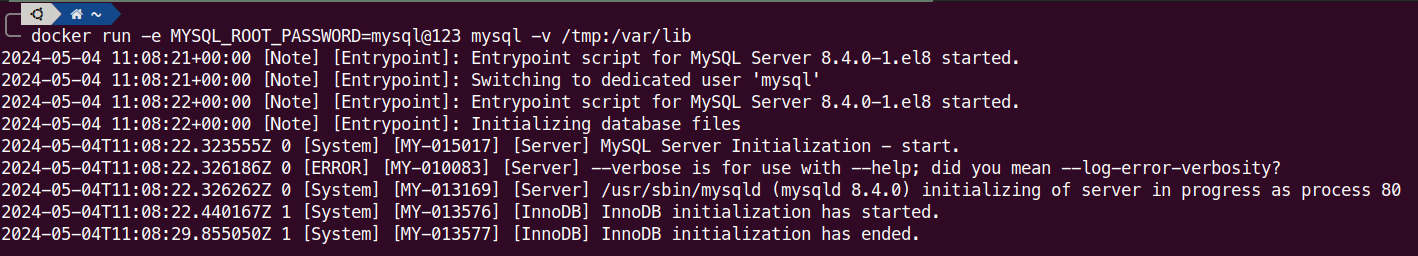 ~
docker run -e MYSQL_ROOT_PASSWORD=mysql@123 mysql -v /tmp:/var/lib
2024-05-04 11:08:21+00:00 [Note] [Entrypoint]: Entrypoint script for MySQL Server 8.4.0-1.el8 started.
2024-05-04 11:08:21+00:00 [Note] [Entrypoint]: Switching to dedicated user 'mysql'
2024-05-04 11:08:22+00:00 [Note] [Entrypoint]: Entrypoint script for MySQL Server 8.4.0-1.el8 started.
2024-05-04 11:08:22+00:00 [Note] [Entrypoint]: Initializing database files
2024-05-04T11:08:22.323555Z 0 [System] [MY-015017] [Server] MySQL Server Initialization - start.
2024-05-04T11:08:22.326186Z 0 [ERROR] [MY-010083] [Server] --verbose is for use with --help; did you mean --log-error-verbosity?
2024-05-04T11:08:22.326262Z 0 [System] [MY-013169] [Server] /usr/sbin/mysqld (mysqld 8.4.0) initializing of server in progress as process 80
2024-05-04T11:08:22.440167Z 1 [System] [MY-013576] [InnoDB] InnoDB initialization has started.
2024-05-04T11:08:29.855050Z 1 [System] [MY-013577] [InnoDB] InnoDB initialization has ended.